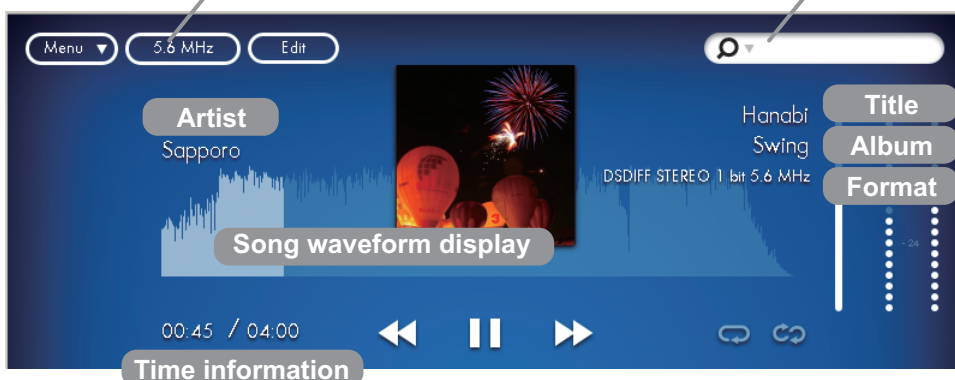 Menu ▼ 5.6 MHz Edit
Artist
Sapporo
Hanabi Title
Swing Album
DSDIFF STEREO 1 bit 5.6 MHz Format
Song waveform display
3
- 24
00:45 / 04:00
Time information